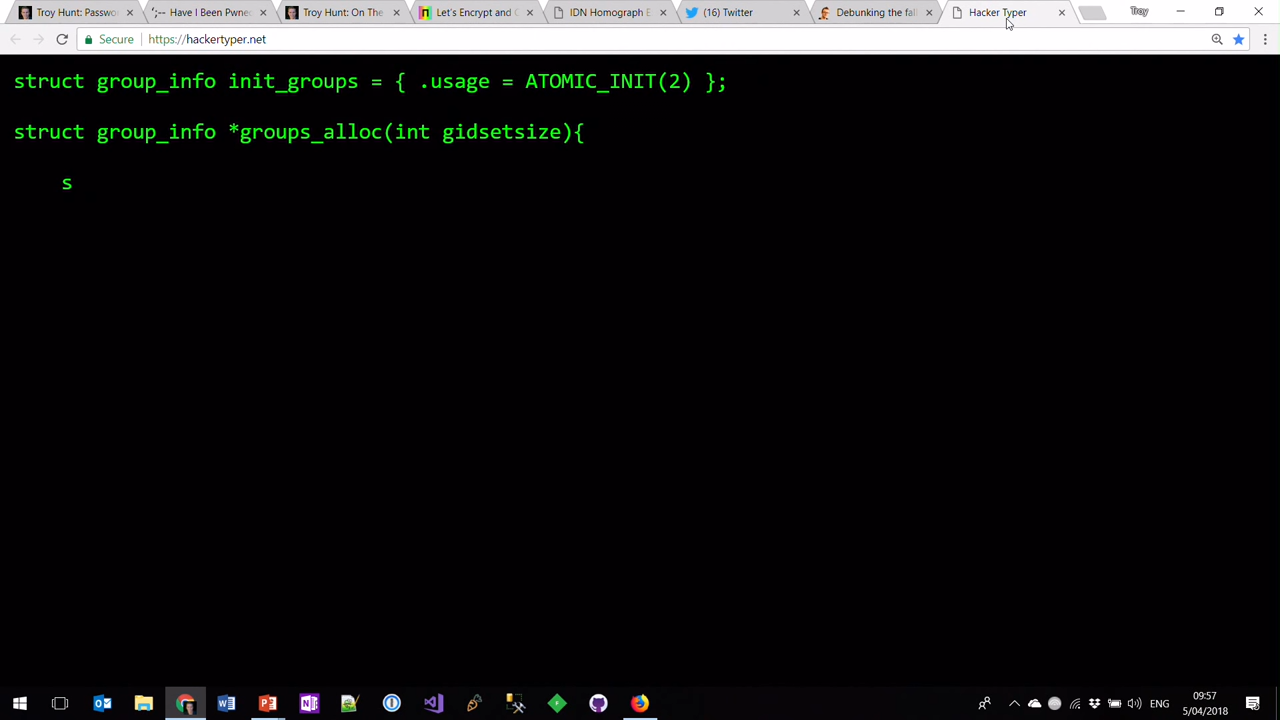 Troy Hunt: Passwo
';-- Have I Been Pwne
Troy Hunt: On The
Let's Encrypt and C
IDN Homograph E
(16) Twitter
Debunking the fal
Hacker Typer
Troy
Secure
https://hackertyper.net
struct group_info init_groups = { .usage = ATOMIC_INIT(2) };
struct group_info *groups_alloc(int gidsetsize){
s
09:57
ENG
5/04/2018